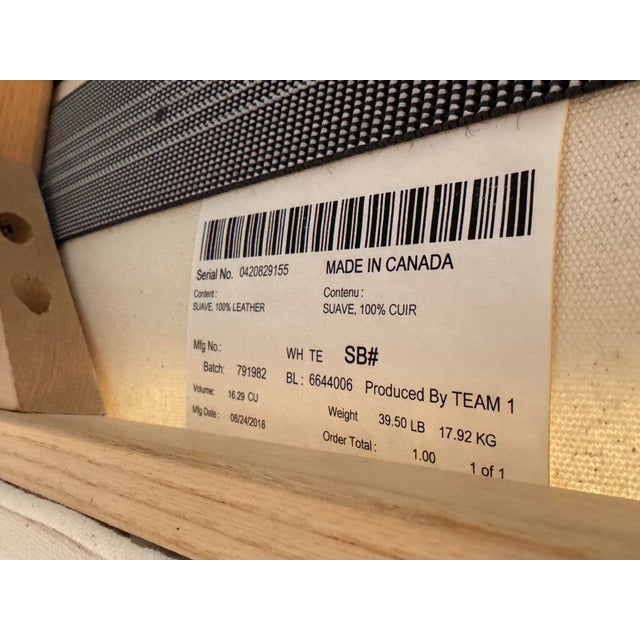 Serial No. 0420829155 MADE IN CANADA
Content : Contenu :
SUAVE, 100% LEATHER SUAVE, 100% CUIR
Mfg No.: WH TE SB#
Batch: 791982 BL : 6644006 Produced By TEAM 1
Volume: 16.29 CU Weight 39.50 LB 17.92 KG
Mfg Date : 08/24/2018 Order Total : 1.00 1 of 1